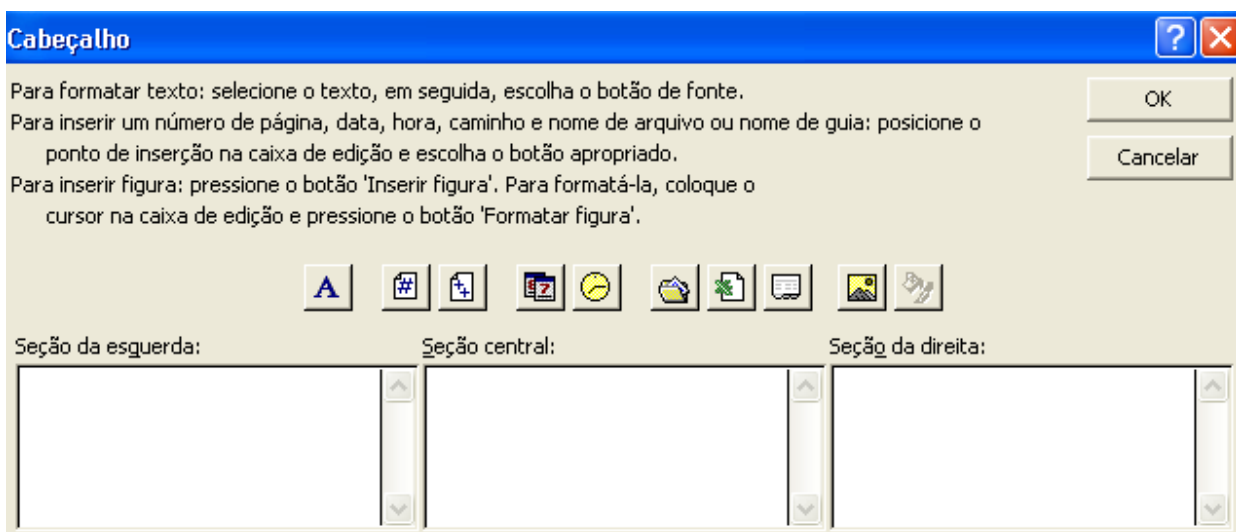 Cabeçalho
Para formatar texto: selecione o texto, em seguida, escolha o botão de fonte.
OK
Para inserir um número de página, data, hora, caminho e nome de arquivo ou nome de guia: posicione o
ponto de inserção na caixa de edição e escolha o botão apropriado.
Cancelar
Para inserir figura: pressione o botão 'Inserir figura'. Para formatá-la, coloque o
cursor na caixa de edição e pressione o botão 'Formatar figura'.
Seção da esquerda:
Seção central:
Seção da direita: